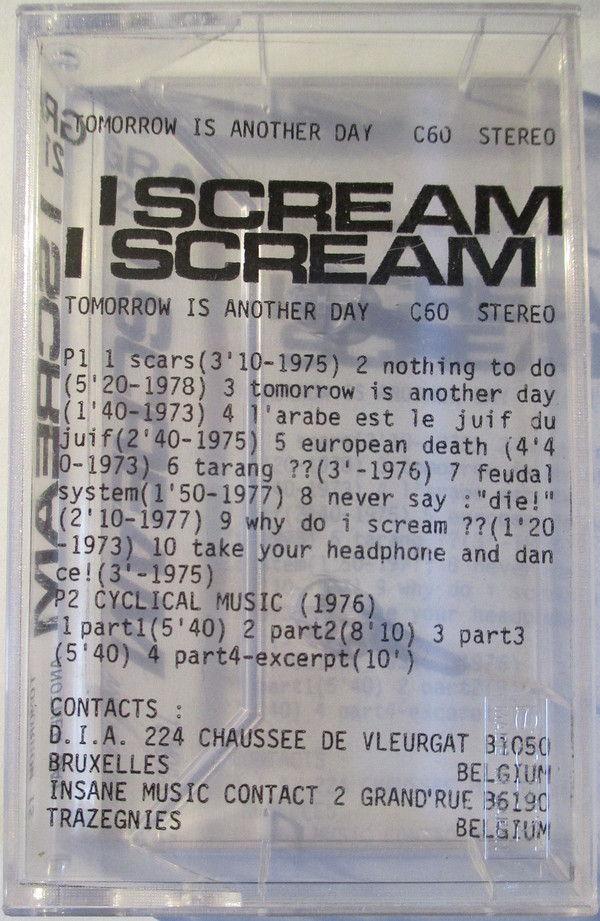 TOMORROW IS ANOTHER DAY C60 STEREO
I SCREAM
I SCREAM
TOMORROW IS ANOTHER DAY C60 STEREO
P1 1 scars(3'10-1975) 2 nothing to do
(5'20-1978) 3 tomorrow is another day
(1'40-1973) 4 l'arabe est le juif du
juif(2'40-1975) 5 european death (4'4
0-1973) 6 tarang ??(3'-1976) 7 feudal
system(1'50-1977) 8 never say :"die!"
(2'10-1977) 9 why do i scream ??(1'20
-1973) 10 take your headphone and dan
ce!(3'-1975)
P2 CYCLICAL MUSIC (1976)
1 part1(5'40) 2 part2(8'10) 3 part3
(5'40) 4 part4-excerpt(10')
CONTACTS :
D.I.A. 224 CHAUSSEE DE VLEURGAT B1050
BRUXELLES BELGIUM
INSANE MUSIC CONTACT 2 GRAND'RUE B6190
TRAZEGNIES BELGIUM
I SCREAM